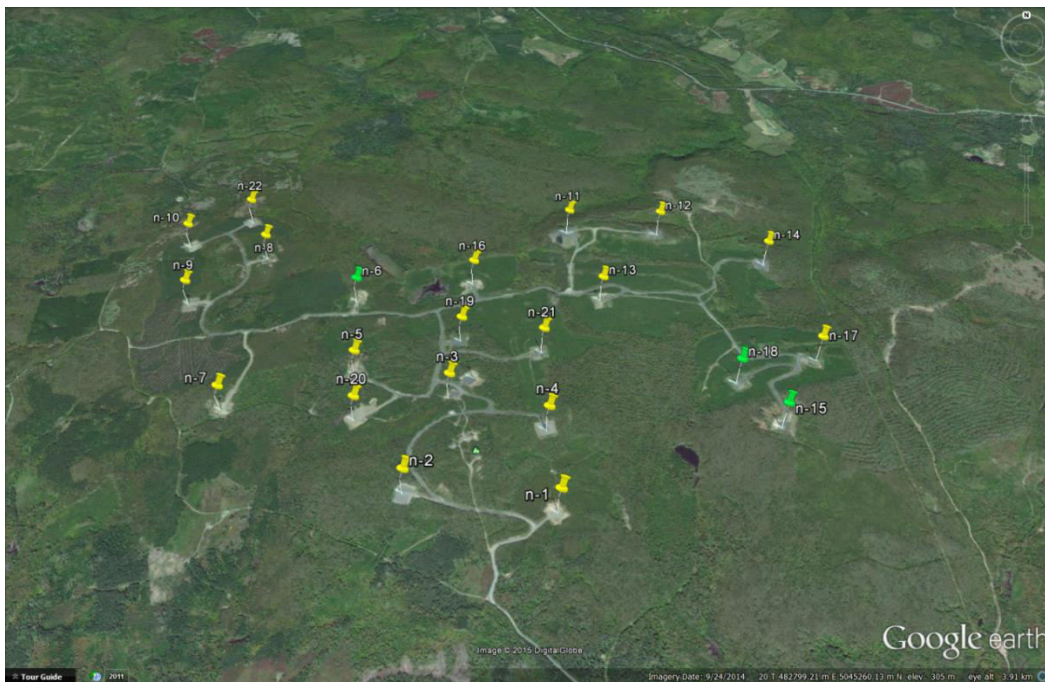 N
n-22
n-10
n-8
n-11
n-12
n-14
n-16
n-6
n-9
n-13
n-19
n-21
n-17
n-5
n-3
n-18
n-7
n-20
n-4
n-15
n-2
n-1
Google earth
Image © 2015 DigitalGlobe
Tour Guide
2011
Imagery Date: 9/24/2014 20 T 482799.21 m E 5045260.13 m N elev 305 m eye alt 3.91 km